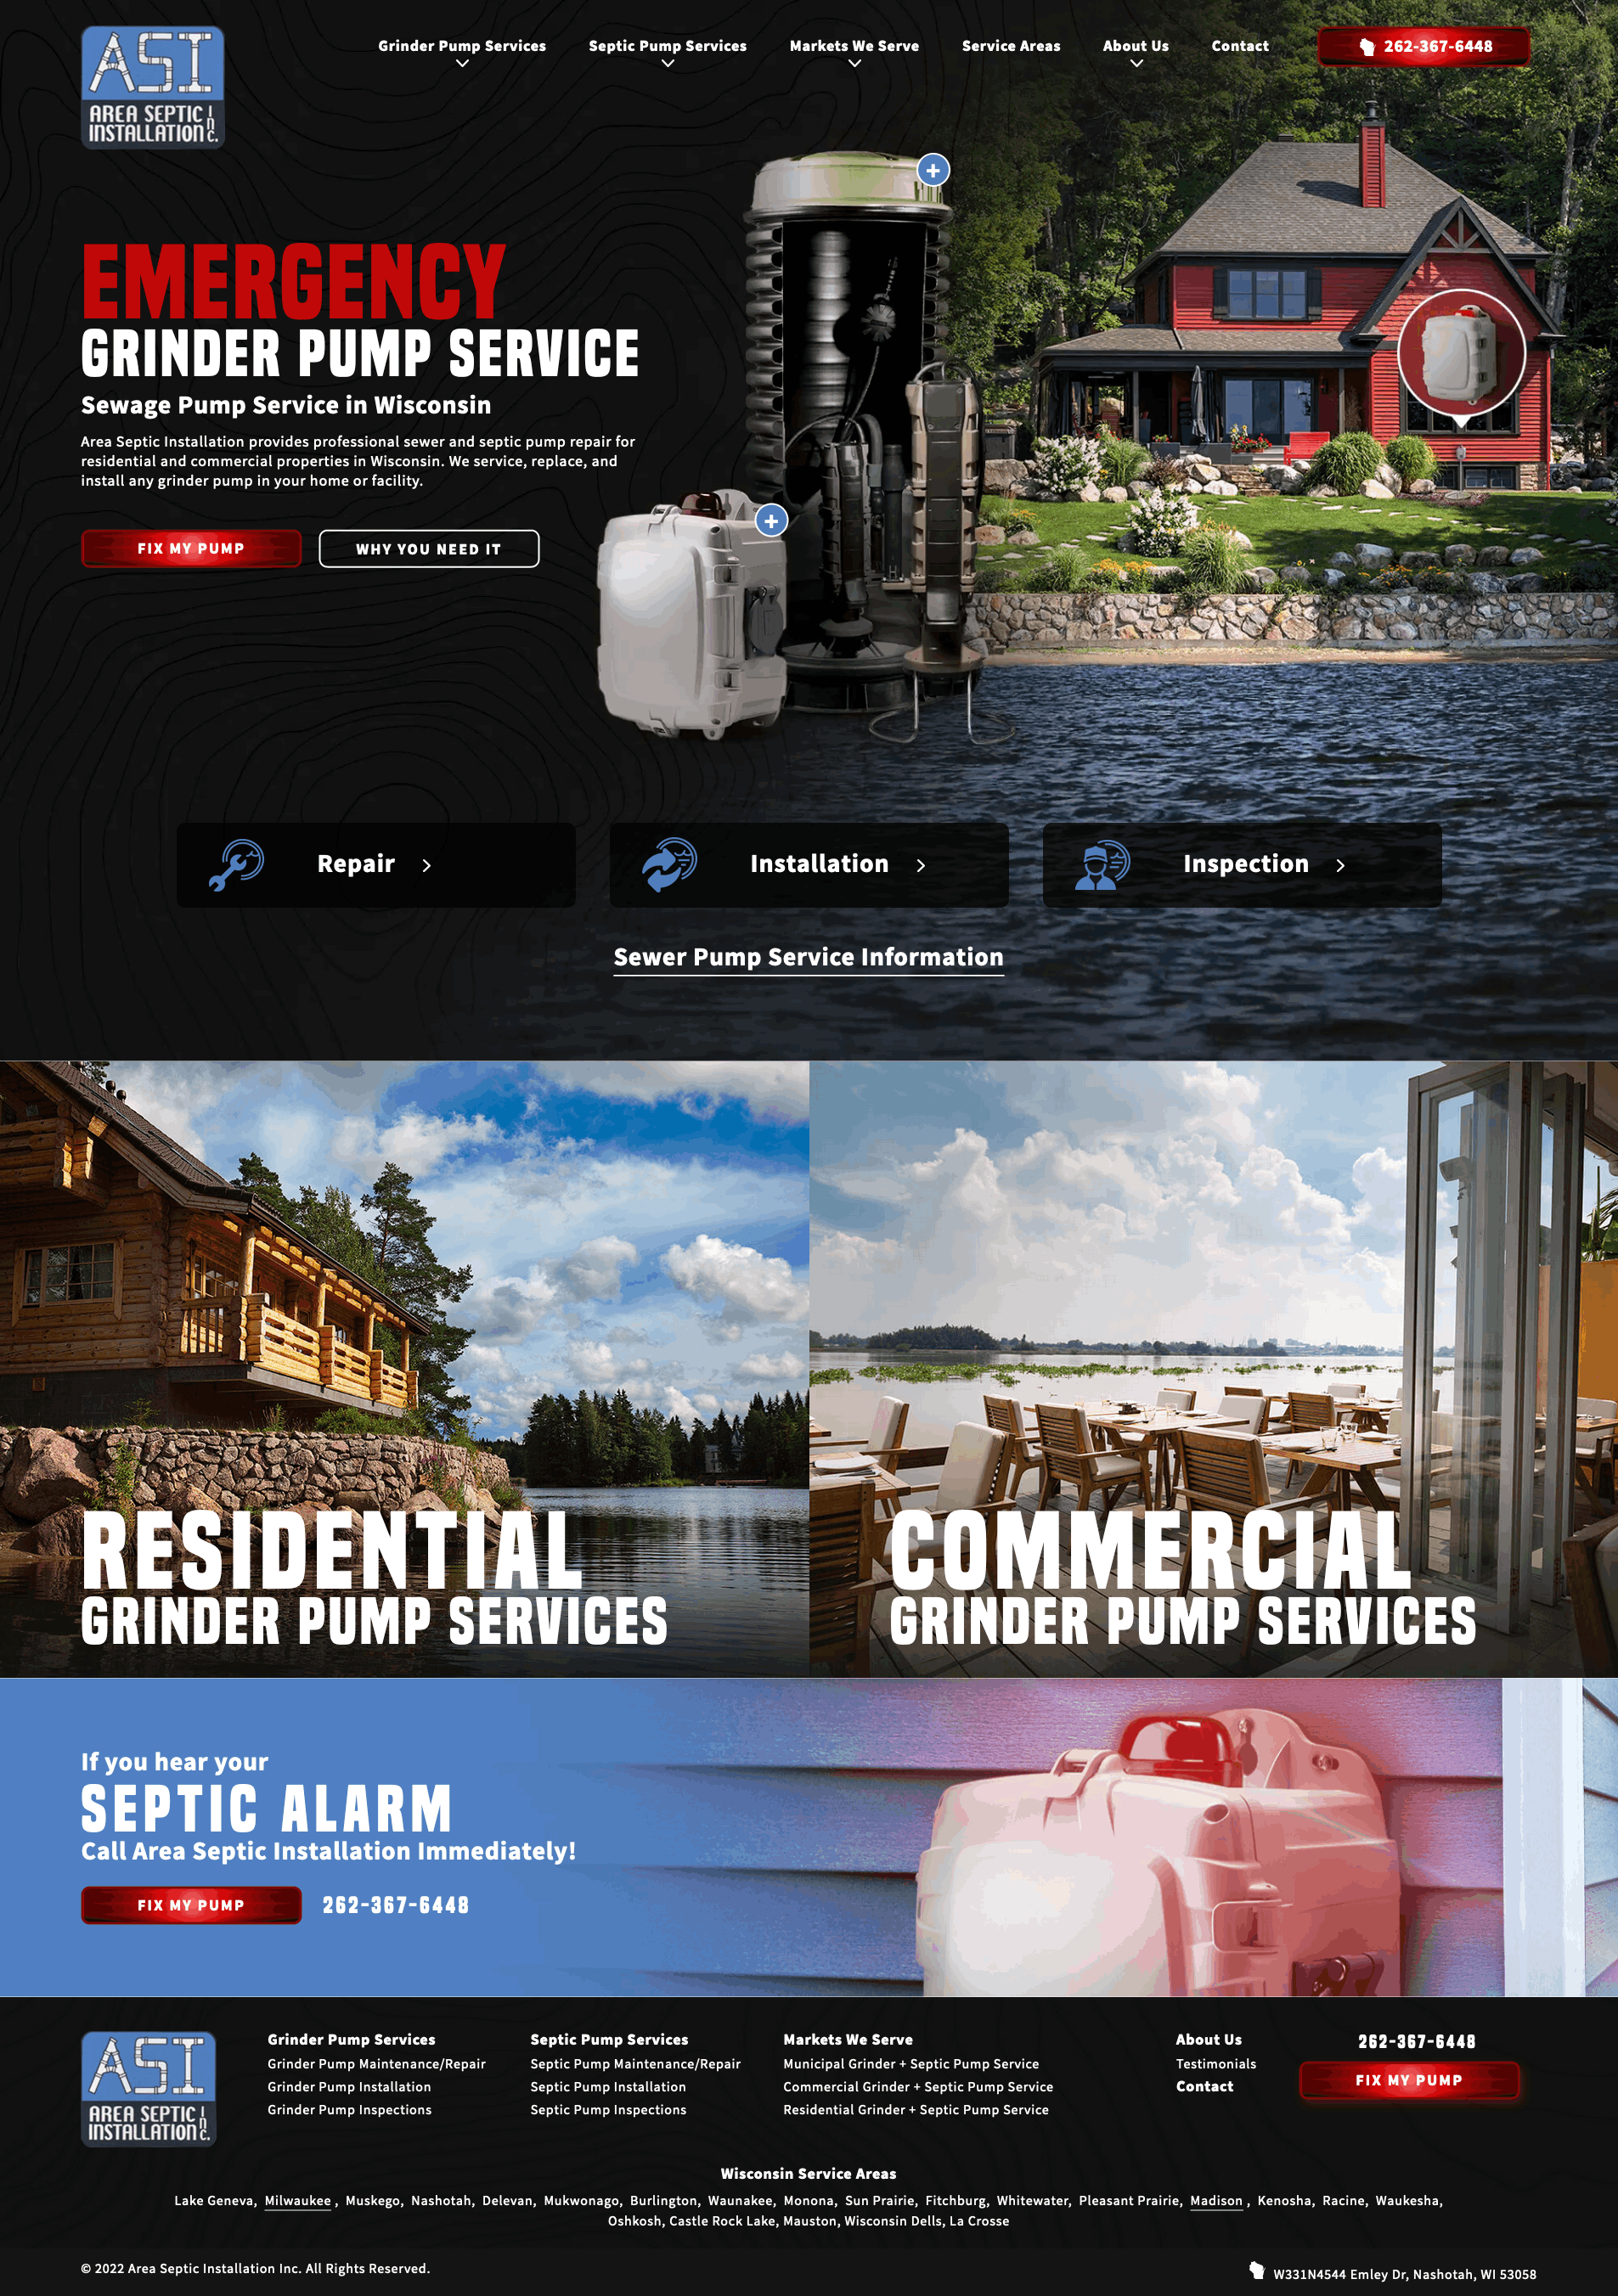 ASI
AREA SEPTIC INC.
INSTALLATION
Grinder Pump Services
Septic Pump Services
Markets We Serve
Service Areas
About Us
Contact
262-367-6448
EMERGENCY
GRINDER PUMP SERVICE
Sewage Pump Service in Wisconsin
Area Septic Installation provides professional sewer and septic pump repair for
residential and commercial properties in Wisconsin. We service, replace, and
install any grinder pump in your home or facility.
FIX MY PUMP
WHY YOU NEED IT
Repair
Installation
Inspection
Sewer Pump Service Information
RESIDENTIAL
GRINDER PUMP SERVICES
COMMERCIAL
GRINDER PUMP SERVICES
If you hear your
SEPTIC ALARM
Call Area Septic Installation Immediately!
FIX MY PUMP
262-367-6448
ASI
AREA SEPTIC INC.
INSTALLATION
Grinder Pump Services
Grinder Pump Maintenance/Repair
Grinder Pump Installation
Grinder Pump Inspections
Septic Pump Services
Septic Pump Maintenance/Repair
Septic Pump Installation
Septic Pump Inspections
Markets We Serve
Municipal Grinder + Septic Pump Service
Commercial Grinder + Septic Pump Service
Residential Grinder + Septic Pump Service
About Us
Testimonials
Contact
262-367-6448
FIX MY PUMP
Wisconsin Service Areas
Lake Geneva, Milwaukee , Muskego, Nashotah, Delevan, Mukwonago, Burlington, Waunakee, Monona, Sun Prairie, Fitchburg, Whitewater, Pleasant Prairie, Madison , Kenosha, Racine, Waukesha,
Oshkosh, Castle Rock Lake, Mauston, Wisconsin Dells, La Crosse
© 2022 Area Septic Installation Inc. All Rights Reserved.
W331N4544 Emley Dr, Nashotah, WI 53058